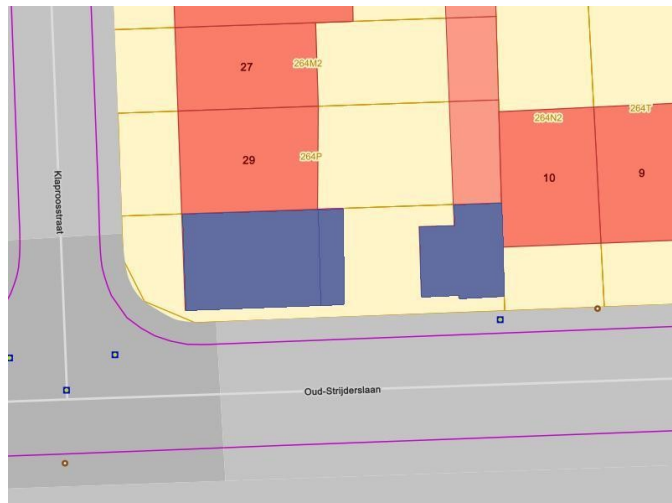 27
264M2
264N2
264T
29
264P
10
9
Klaproosstraat
Oud-Strijderslaan